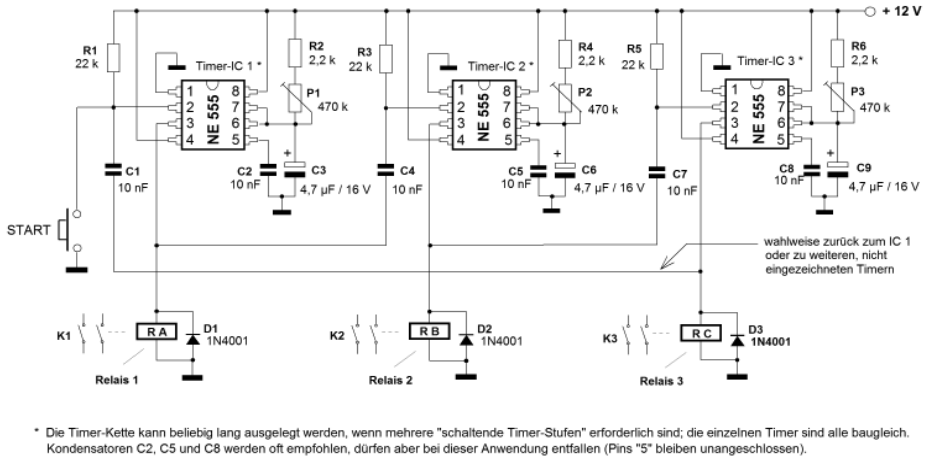 + 12 V
R1
22 k
Timer-IC 1 *
R2
2,2 k
P1
470 k
R3
22 k
Timer-IC 2 *
R4
2,2 k
P2
470 k
R5
22 k
Timer-IC 3 *
R6
2,2 k
P3
470 k
1 8
2 7
3 6
4 5
NE 555
1 8
2 7
3 6
4 5
NE 555
1 8
2 7
3 6
4 5
NE 555
C1
10 nF
C2
10 nF
+
C3
4,7 µF / 16 V
C4
10 nF
C5
10 nF
+
C6
4,7 µF / 16 V
C7
10 nF
C8
10 nF
+
C9
4,7 µF / 16 V
START
wahlweise zurück zum IC 1
oder zu weiteren, nicht
eingezeichneten Timern
K1
R A
D1
1N4001
Relais 1
K2
R B
D2
1N4001
Relais 2
K3
R C
D3
1N4001
Relais 3
* Die Timer-Kette kann beliebig lang ausgelegt werden, wenn mehrere "schaltende Timer-Stufen" erforderlich sind; die einzelnen Timer sind alle baugleich.
Kondensatoren C2, C5 und C8 werden oft empfohlen, dürfen aber bei dieser Anwendung entfallen (Pins "5" bleiben unangeschlossen).